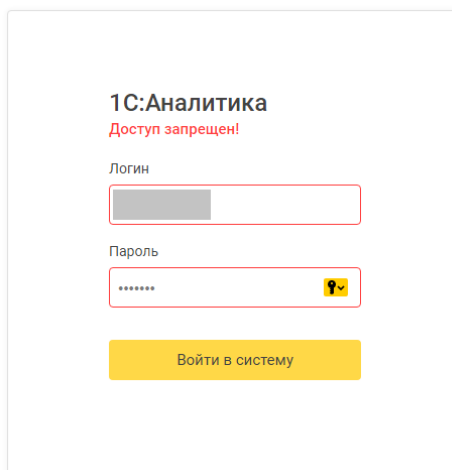 1С:Аналитика
Доступ запрещен!
Логин
Пароль
•••••••
Войти в систему